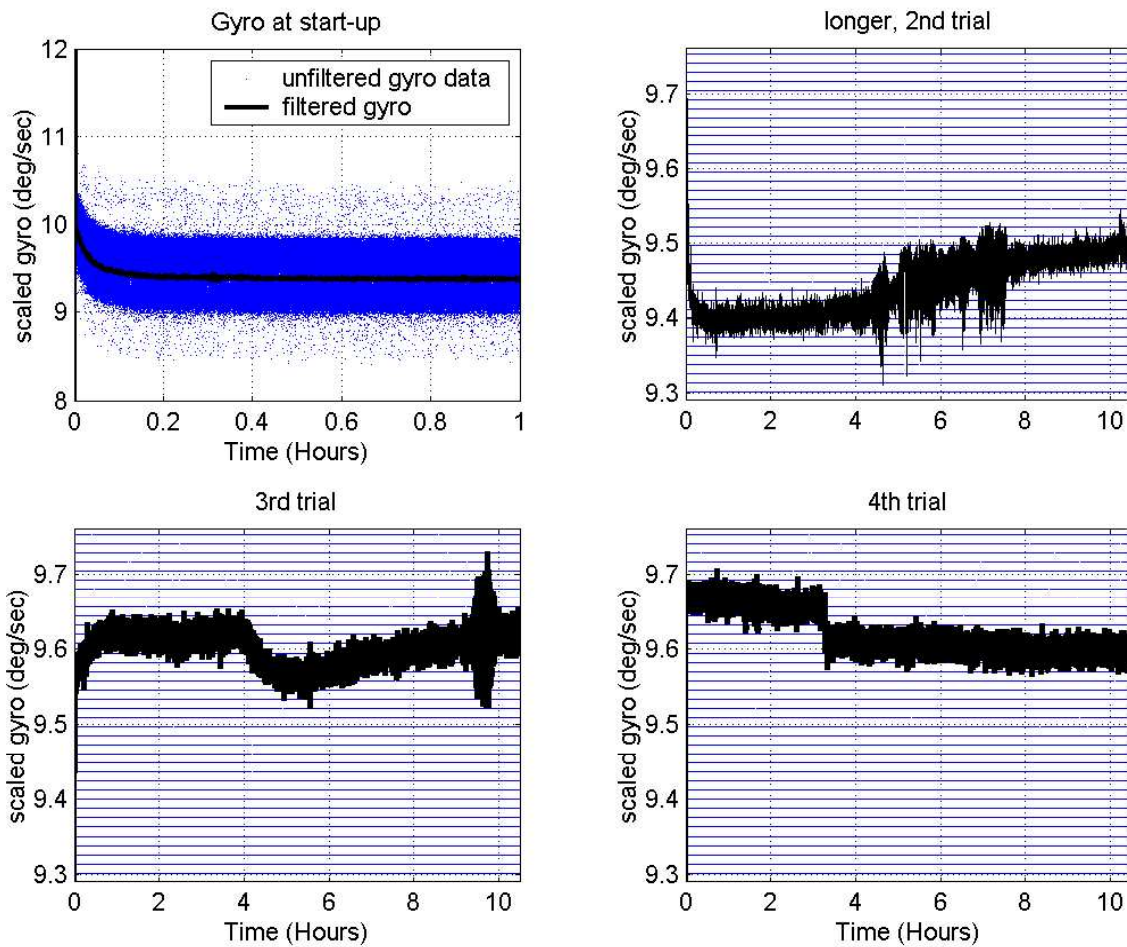 Gyro at start-up
12
11
10
9
8
scaled gyro (deg/sec)
unfiltered gyro data
filtered gyro
0 0.2 0.4 0.6 0.8 1
Time (Hours)
longer, 2nd trial
9.7
9.6
9.5
9.4
9.3
scaled gyro (deg/sec)
0 2 4 6 8 10
Time (Hours)
3rd trial
9.7
9.6
9.5
9.4
9.3
scaled gyro (deg/sec)
0 2 4 6 8 10
Time (Hours)
4th trial
9.7
9.6
9.5
9.4
9.3
scaled gyro (deg/sec)
0 2 4 6 8 10
Time (Hours)